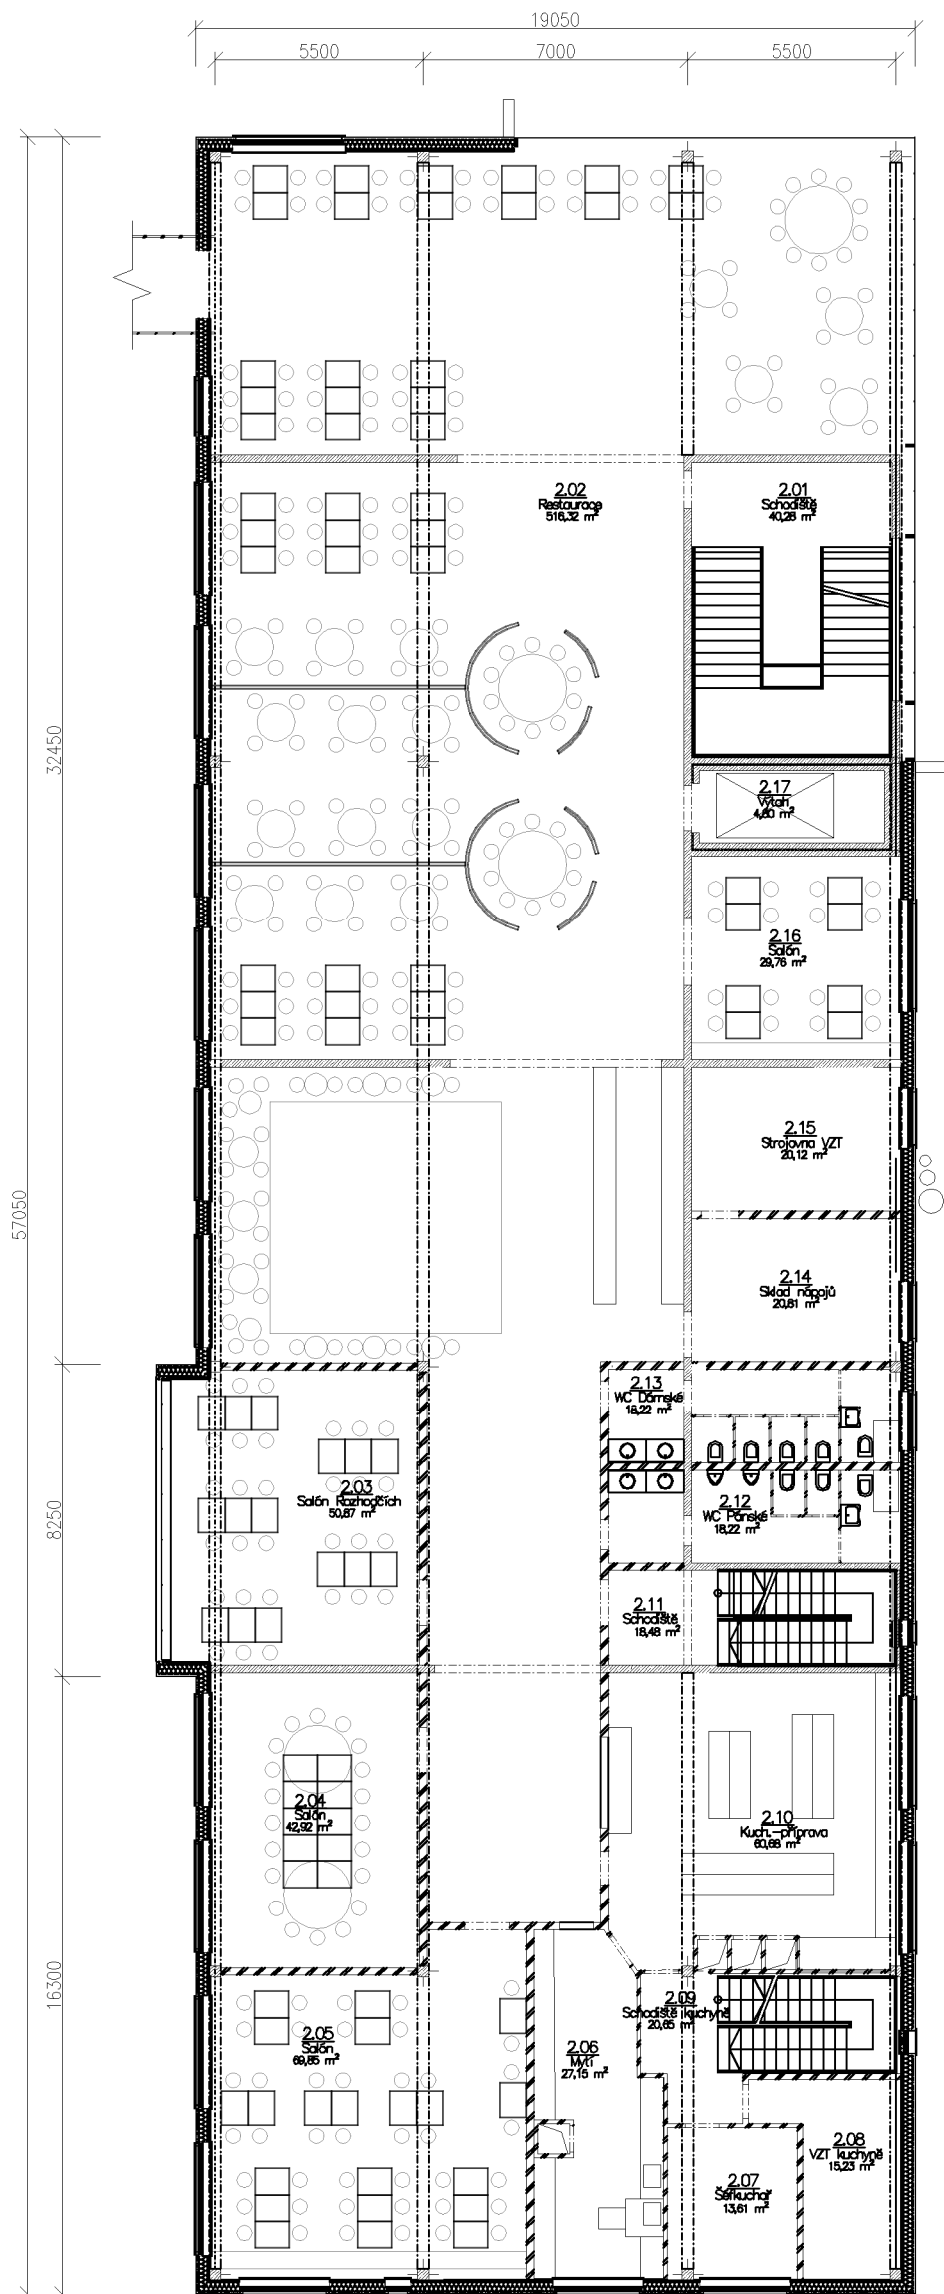 19050
5500
7000
5500
2.02
Restaurace
516,32 m²
2.01
Schodiště
40,28 m²
32450
2.17
Výtah
4,60 m²
2.16
Salón
29,76 m²
2.15
Strojovna VZT
20,12 m²
57050
2.14
Sklad nápojů
20,81 m²
2.13
WC Dámské
18,22 m²
2.03
Salón Rozhodčích
50,87 m²
2.12
WC Pánské
18,22 m²
8250
2.11
Schodiště
18,48 m²
2.04
Salón
42,92 m²
2.10
Kuch.-příprava
60,68 m²
16300
2.09
Schodiště kuchyně
20,65 m²
2.05
Salón
69,85 m²
2.06
Mytí
27,15 m²
2.08
VZT kuchyně
15,23 m²
2.07
Šéfkuchař
13,61 m²